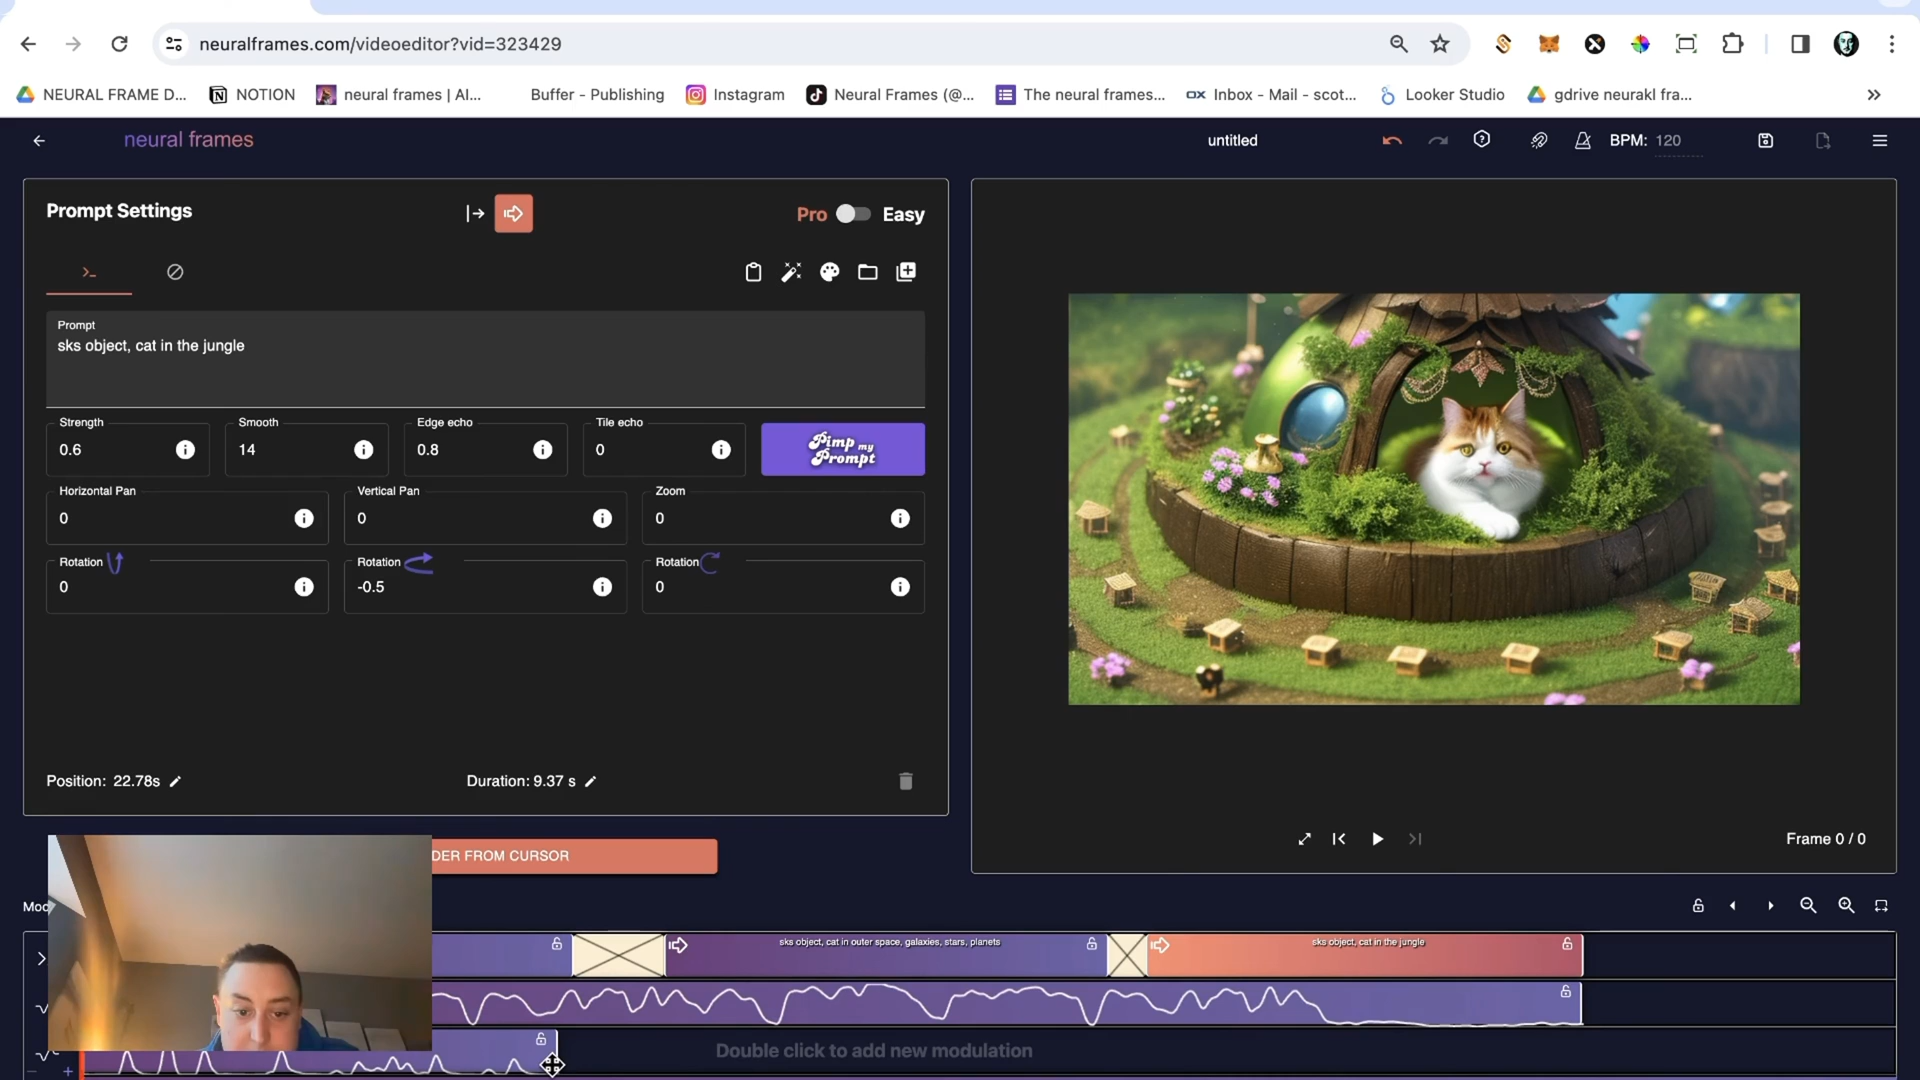 neuralframes.com/videoeditor?vid=323429
NEURAL FRAME D...
NOTION
neural frames | AI...
Buffer - Publishing
Instagram
Neural Frames (@...
The neural frames...
Inbox - Mail - scot...
Looker Studio
gdrive neurakl fra...
neural frames
untitled
BPM: 120
Prompt Settings
Pro
Easy
Prompt
sks object, cat in the jungle
Strength
0.6
Smooth
14
Edge echo
0.8
Tile echo
0
Pimp my Prompt
Horizontal Pan
0
Vertical Pan
0
Zoom
0
Rotation
0
Rotation
-0.5
Rotation
0
Position: 22.78s
Duration: 9.37 s
DER FROM CURSOR
Frame 0 / 0
Mod
sks object, cat in outer space, galaxies, stars, planets
sks object, cat in the jungle
Double click to add new modulation